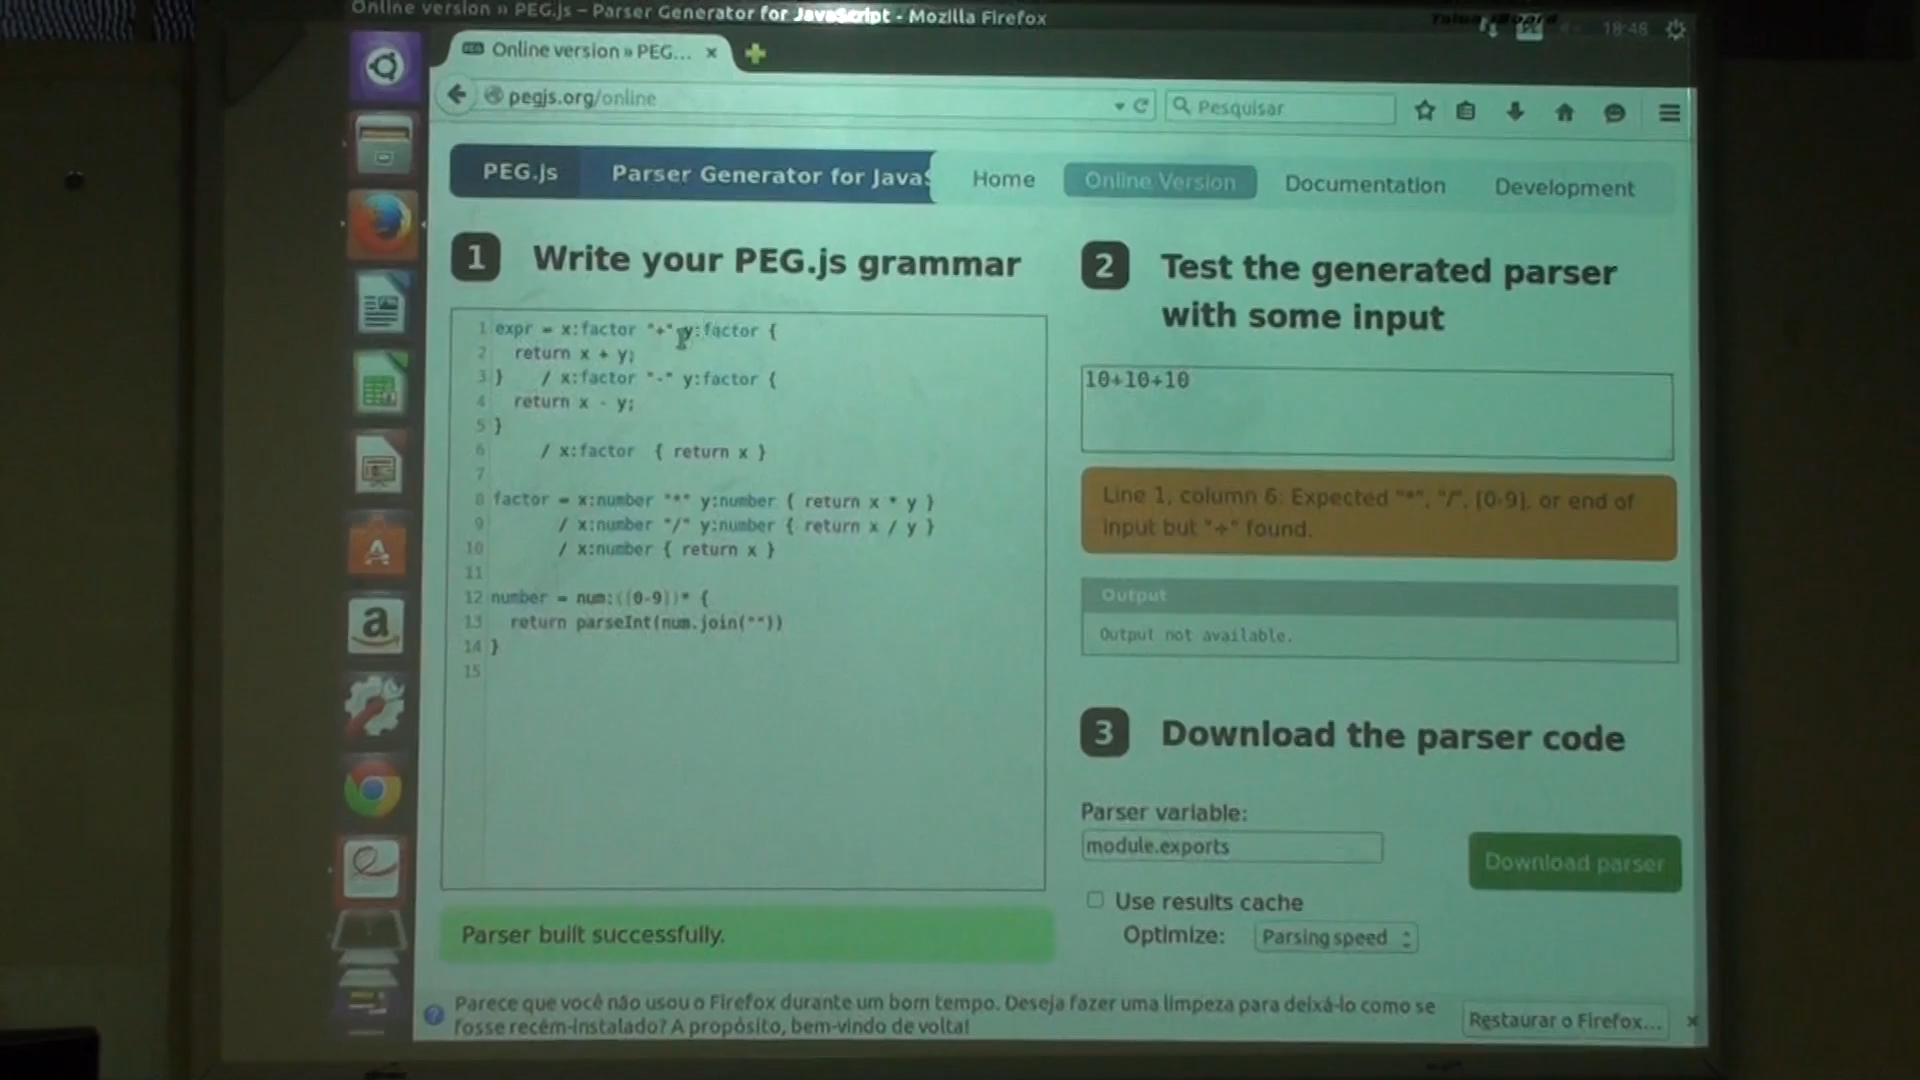 Online version » PEG.js – Parser Generator for JavaScript - Mozilla Firefox
18:48
Online version » PEG...
pegjs.org/online
Pesquisar
PEG.js
Parser Generator for JavaS
Home
Online Version
Documentation
Development
1 Write your PEG.js grammar
1 expr = x:factor "+" y:factor {
2 return x + y;
3 } / x:factor "-" y:factor {
4 return x - y;
5 }
6 / x:factor { return x }
7
8 factor = x:number "*" y:number { return x * y }
9 / x:number "/" y:number { return x / y }
10 / x:number { return x }
11
12 number = num:([0-9])* {
13 return parseInt(num.join(""))
14 }
15
Parser built successfully.
2 Test the generated parser
with some input
10+10+10
Line 1, column 6: Expected "*", "/", [0-9], or end of
input but "+" found.
Output
Output not available.
3 Download the parser code
Parser variable:
module.exports
Download parser
Use results cache
Optimize: Parsing speed
Parece que você não usou o Firefox durante um bom tempo. Deseja fazer uma limpeza para deixá-lo como se
fosse recém-instalado? A propósito, bem-vindo de volta!
Restaurar o Firefox...